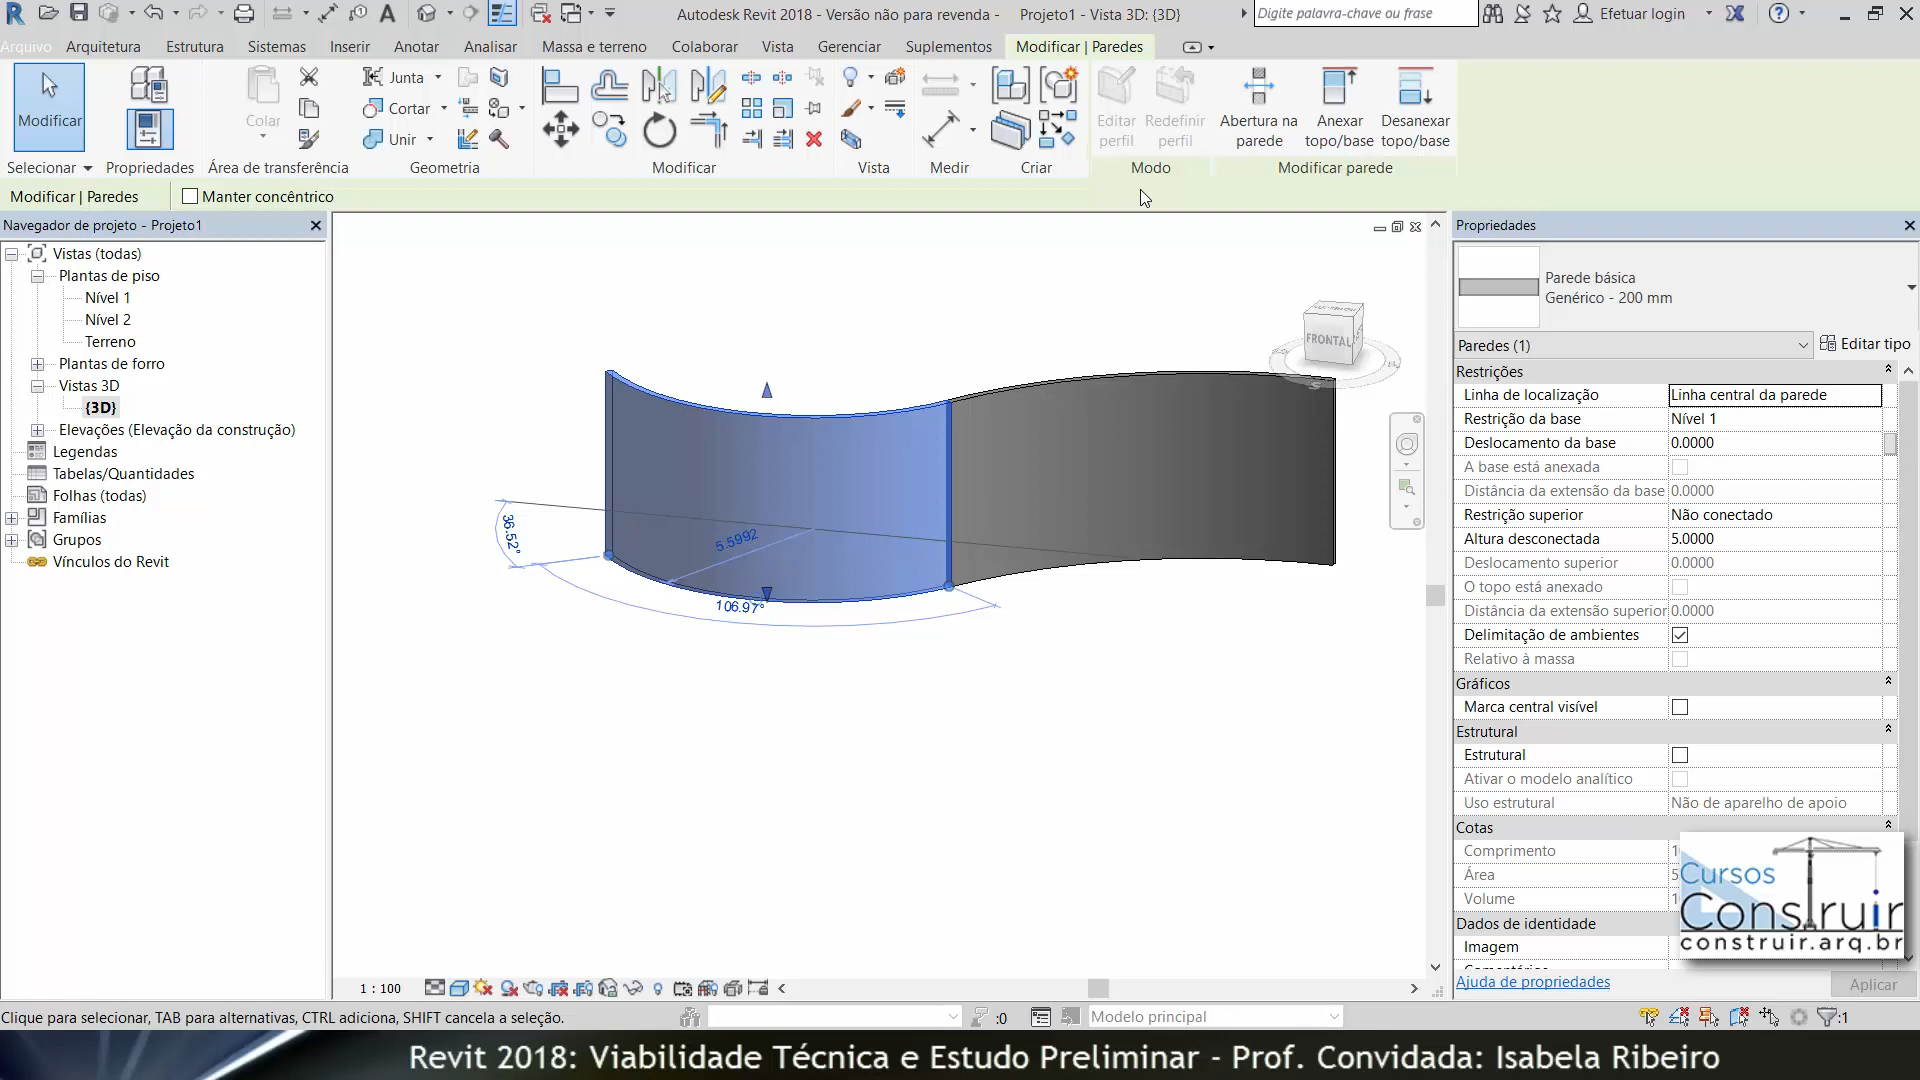 Autodesk Revit 2018 - Versão não para revenda - Projeto1 - Vista 3D: {3D}
Digite palavra-chave ou frase
Efetuar login
Arquivo Arquitetura Estrutura Sistemas Inserir Anotar Analisar Massa e terreno Colaborar Vista Gerenciar Suplementos Modificar | Paredes
Modificar
Colar
Junta
Cortar
Unir
Editar perfil
Redefinir perfil
Abertura na parede
Anexar topo/base
Desanexar topo/base
Selecionar Propriedades Área de transferência Geometria Modificar Vista Medir Criar Modo Modificar parede
Modificar | Paredes
Manter concêntrico
Navegador de projeto - Projeto1
Vistas (todas)
Plantas de piso
Nível 1
Nível 2
Terreno
Plantas de forro
Vistas 3D
{3D}
Elevações (Elevação da construção)
Legendas
Tabelas/Quantidades
Folhas (todas)
Famílias
Grupos
Vínculos do Revit
FRONTAL
36.52°
5.5992
106.97°
Propriedades
Parede básica
Genérico - 200 mm
Paredes (1)
Editar tipo
Restrições
Linha de localização Linha central da parede
Restrição da base Nível 1
Deslocamento da base 0.0000
A base está anexada
Distância da extensão da base 0.0000
Restrição superior Não conectado
Altura desconectada 5.0000
Deslocamento superior 0.0000
O topo está anexado
Distância da extensão superior 0.0000
Delimitação de ambientes
Relativo à massa
Gráficos
Marca central visível
Estrutural
Estrutural
Ativar o modelo analítico
Uso estrutural Não de aparelho de apoio
Cotas
Comprimento
Área
Volume
Dados de identidade
Imagem
Ajuda de propriedades
Aplicar
Cursos
Construir
construir.arq.br
1 : 100
Clique para selecionar, TAB para alternativas, CTRL adiciona, SHIFT cancela a seleção.
:0
Modelo principal
:1
Revit 2018: Viabilidade Técnica e Estudo Preliminar - Prof. Convidada: Isabela Ribeiro